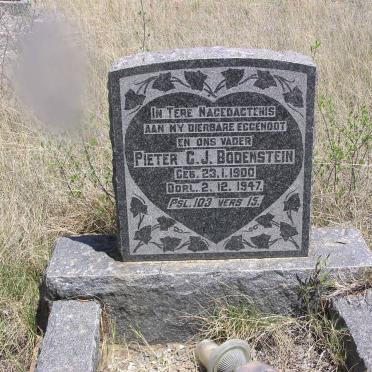 IN TERE NAGEDAGTENIS
AAN MY DIERBARE EGGENOOT
EN ONS VADER
PIETER C.J. BODENSTEIN
GEB. 23.1.1900
OORL. 2.12.1947.
PSL. 103 VERS 15.